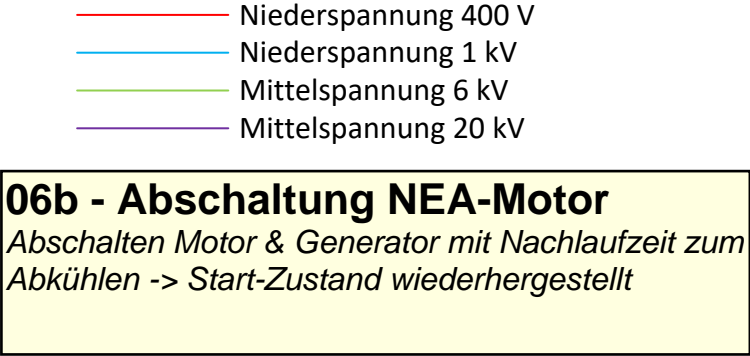 Niederspannung 400 V
Niederspannung 1 kV
Mittelspannung 6 kV
Mittelspannung 20 kV
06b - Abschaltung NEA-Motor
Abschalten Motor & Generator mit Nachlaufzeit zum
Abkühlen -> Start-Zustand wiederhergestellt